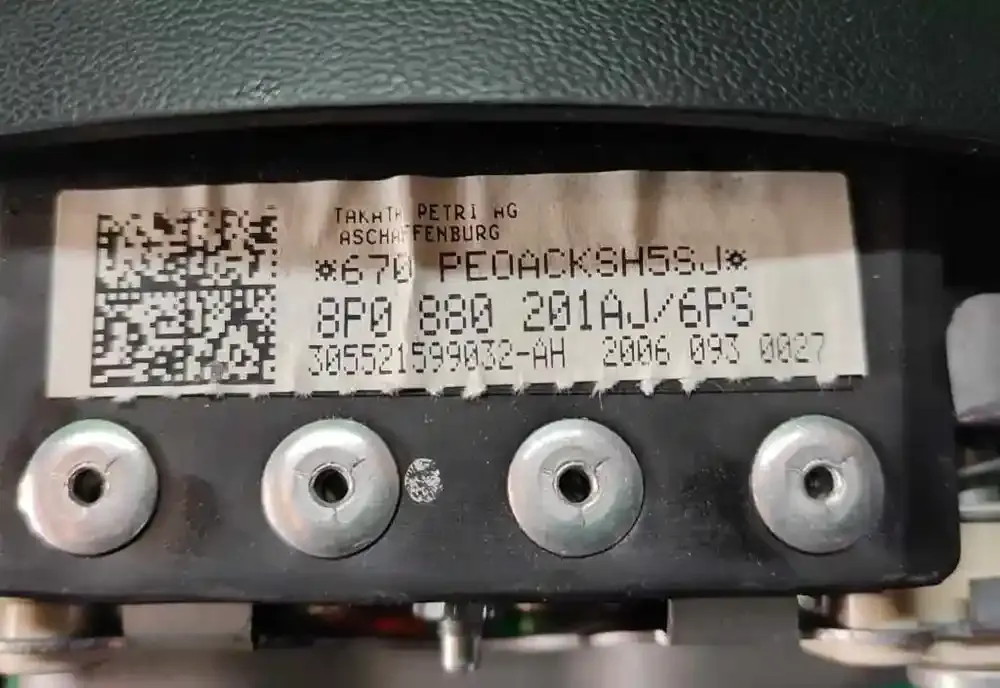 TAKATA PETRI AG
ASCHAFFENBURG
*670 PEOACKSH5SJ*
8P0 880 201AJ/6PS
305521599032-AH 2006 093 0027